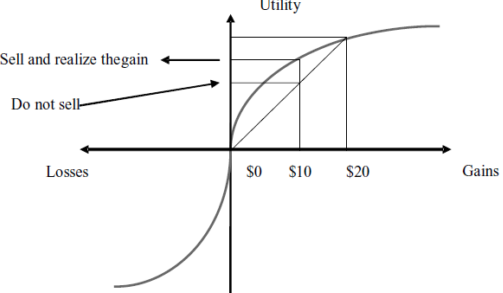 Utility
Sell and realize thegain
Do not sell
Losses
$0
$10
$20
Gains